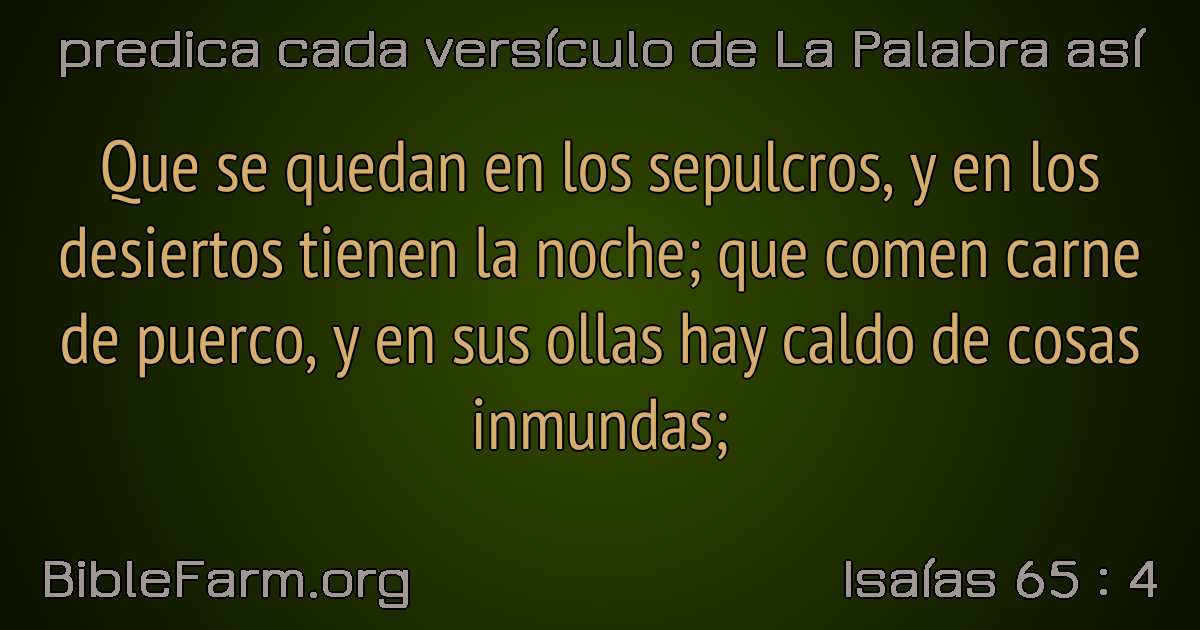 predica cada versículo de La Palabra así
Que se quedan en los sepulcros, y en los
desiertos tienen la noche; que comen carne
de puerco, y en sus ollas hay caldo de cosas
inmundas;
BibleFarm.org
Isaías 65 : 4